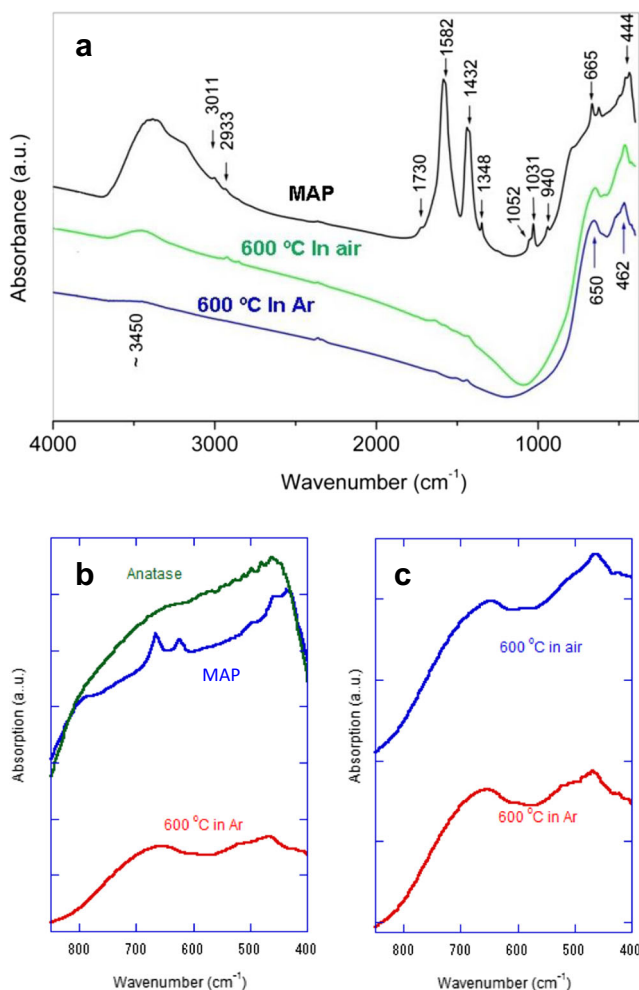 a
3011
2933
1730
1582
1432
1348
1052
1031
940
665
444
MAP
600 ºC In air
600 ºC In Ar
~ 3450
650
462
Absorbance (a.u.)
4000 3000 2000 1000
Wavenumber (cm⁻¹)
b
Anatase
MAP
600 °C in Ar
Absorption (a.u.)
800 700 600 500 400
Wavenumber (cm⁻¹)
c
600 °C in air
600 °C in Ar
Absorption (a.u.)
800 700 600 500 400
Wavenumber (cm⁻¹)